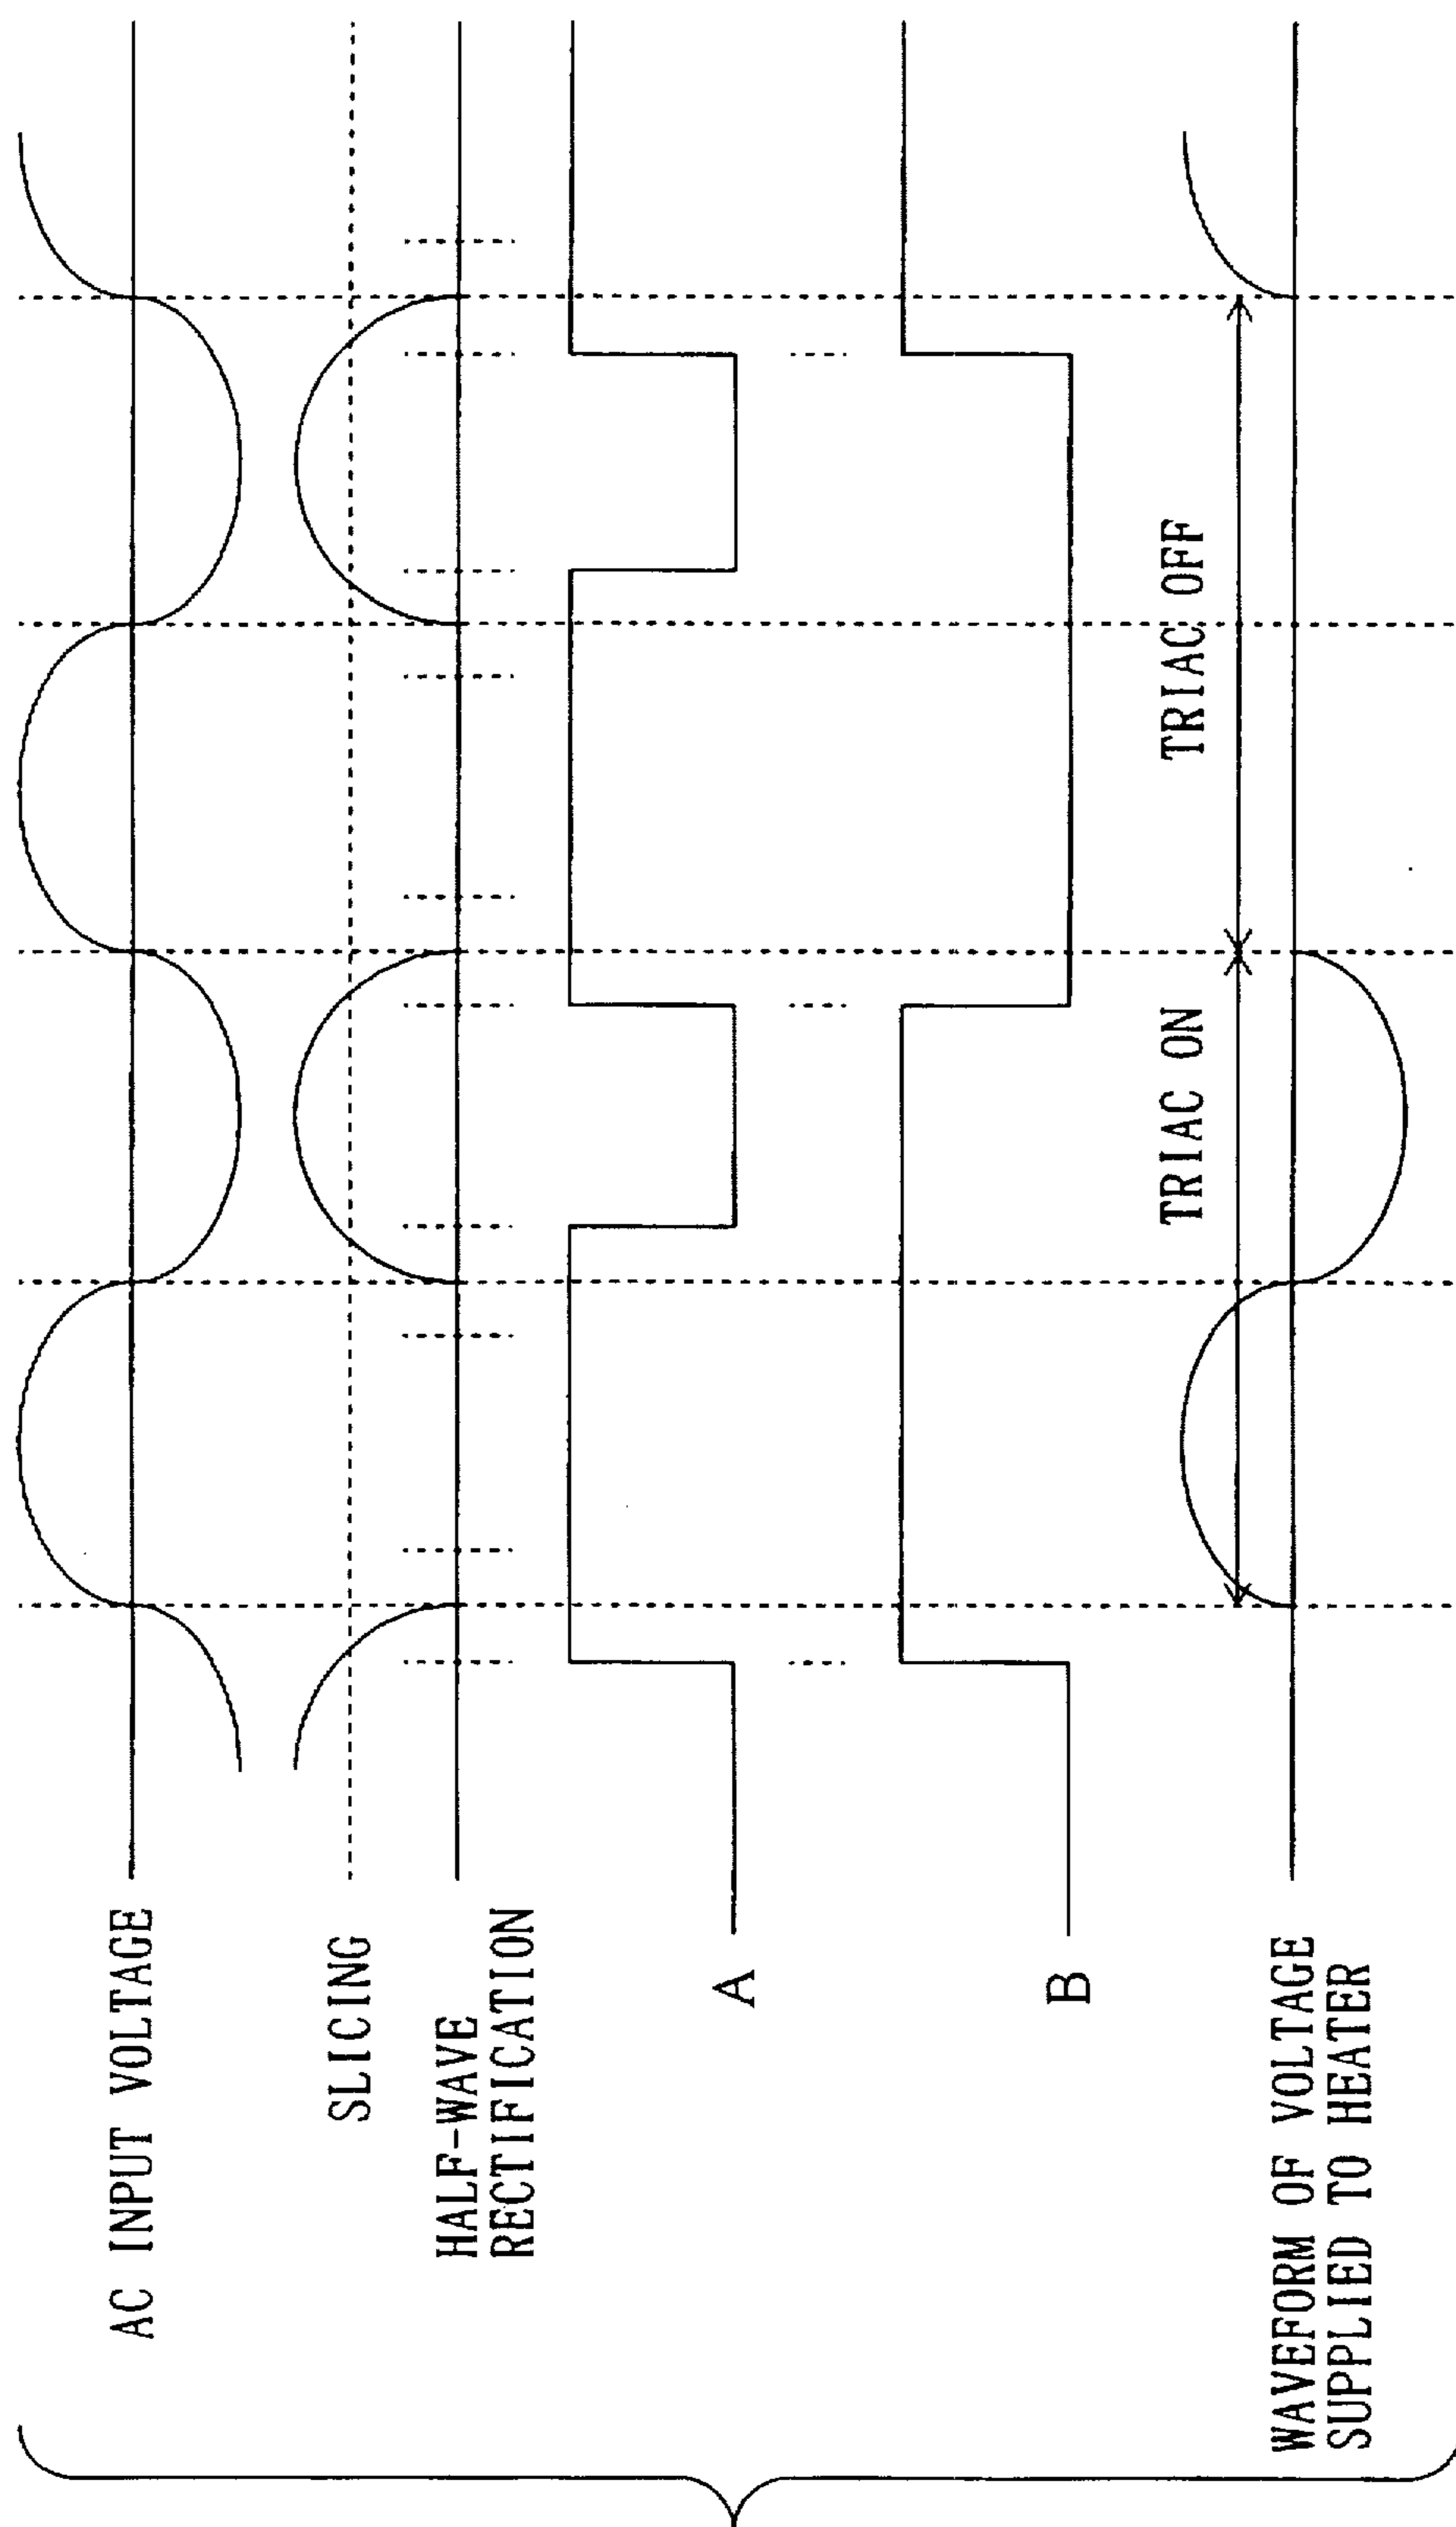 AC INPUT VOLTAGE
SLICING
HALF-WAVE
RECTIFICATION
A
B
TRIAC ON
TRIAC OFF
WAVEFORM OF VOLTAGE
SUPPLIED TO HEATER